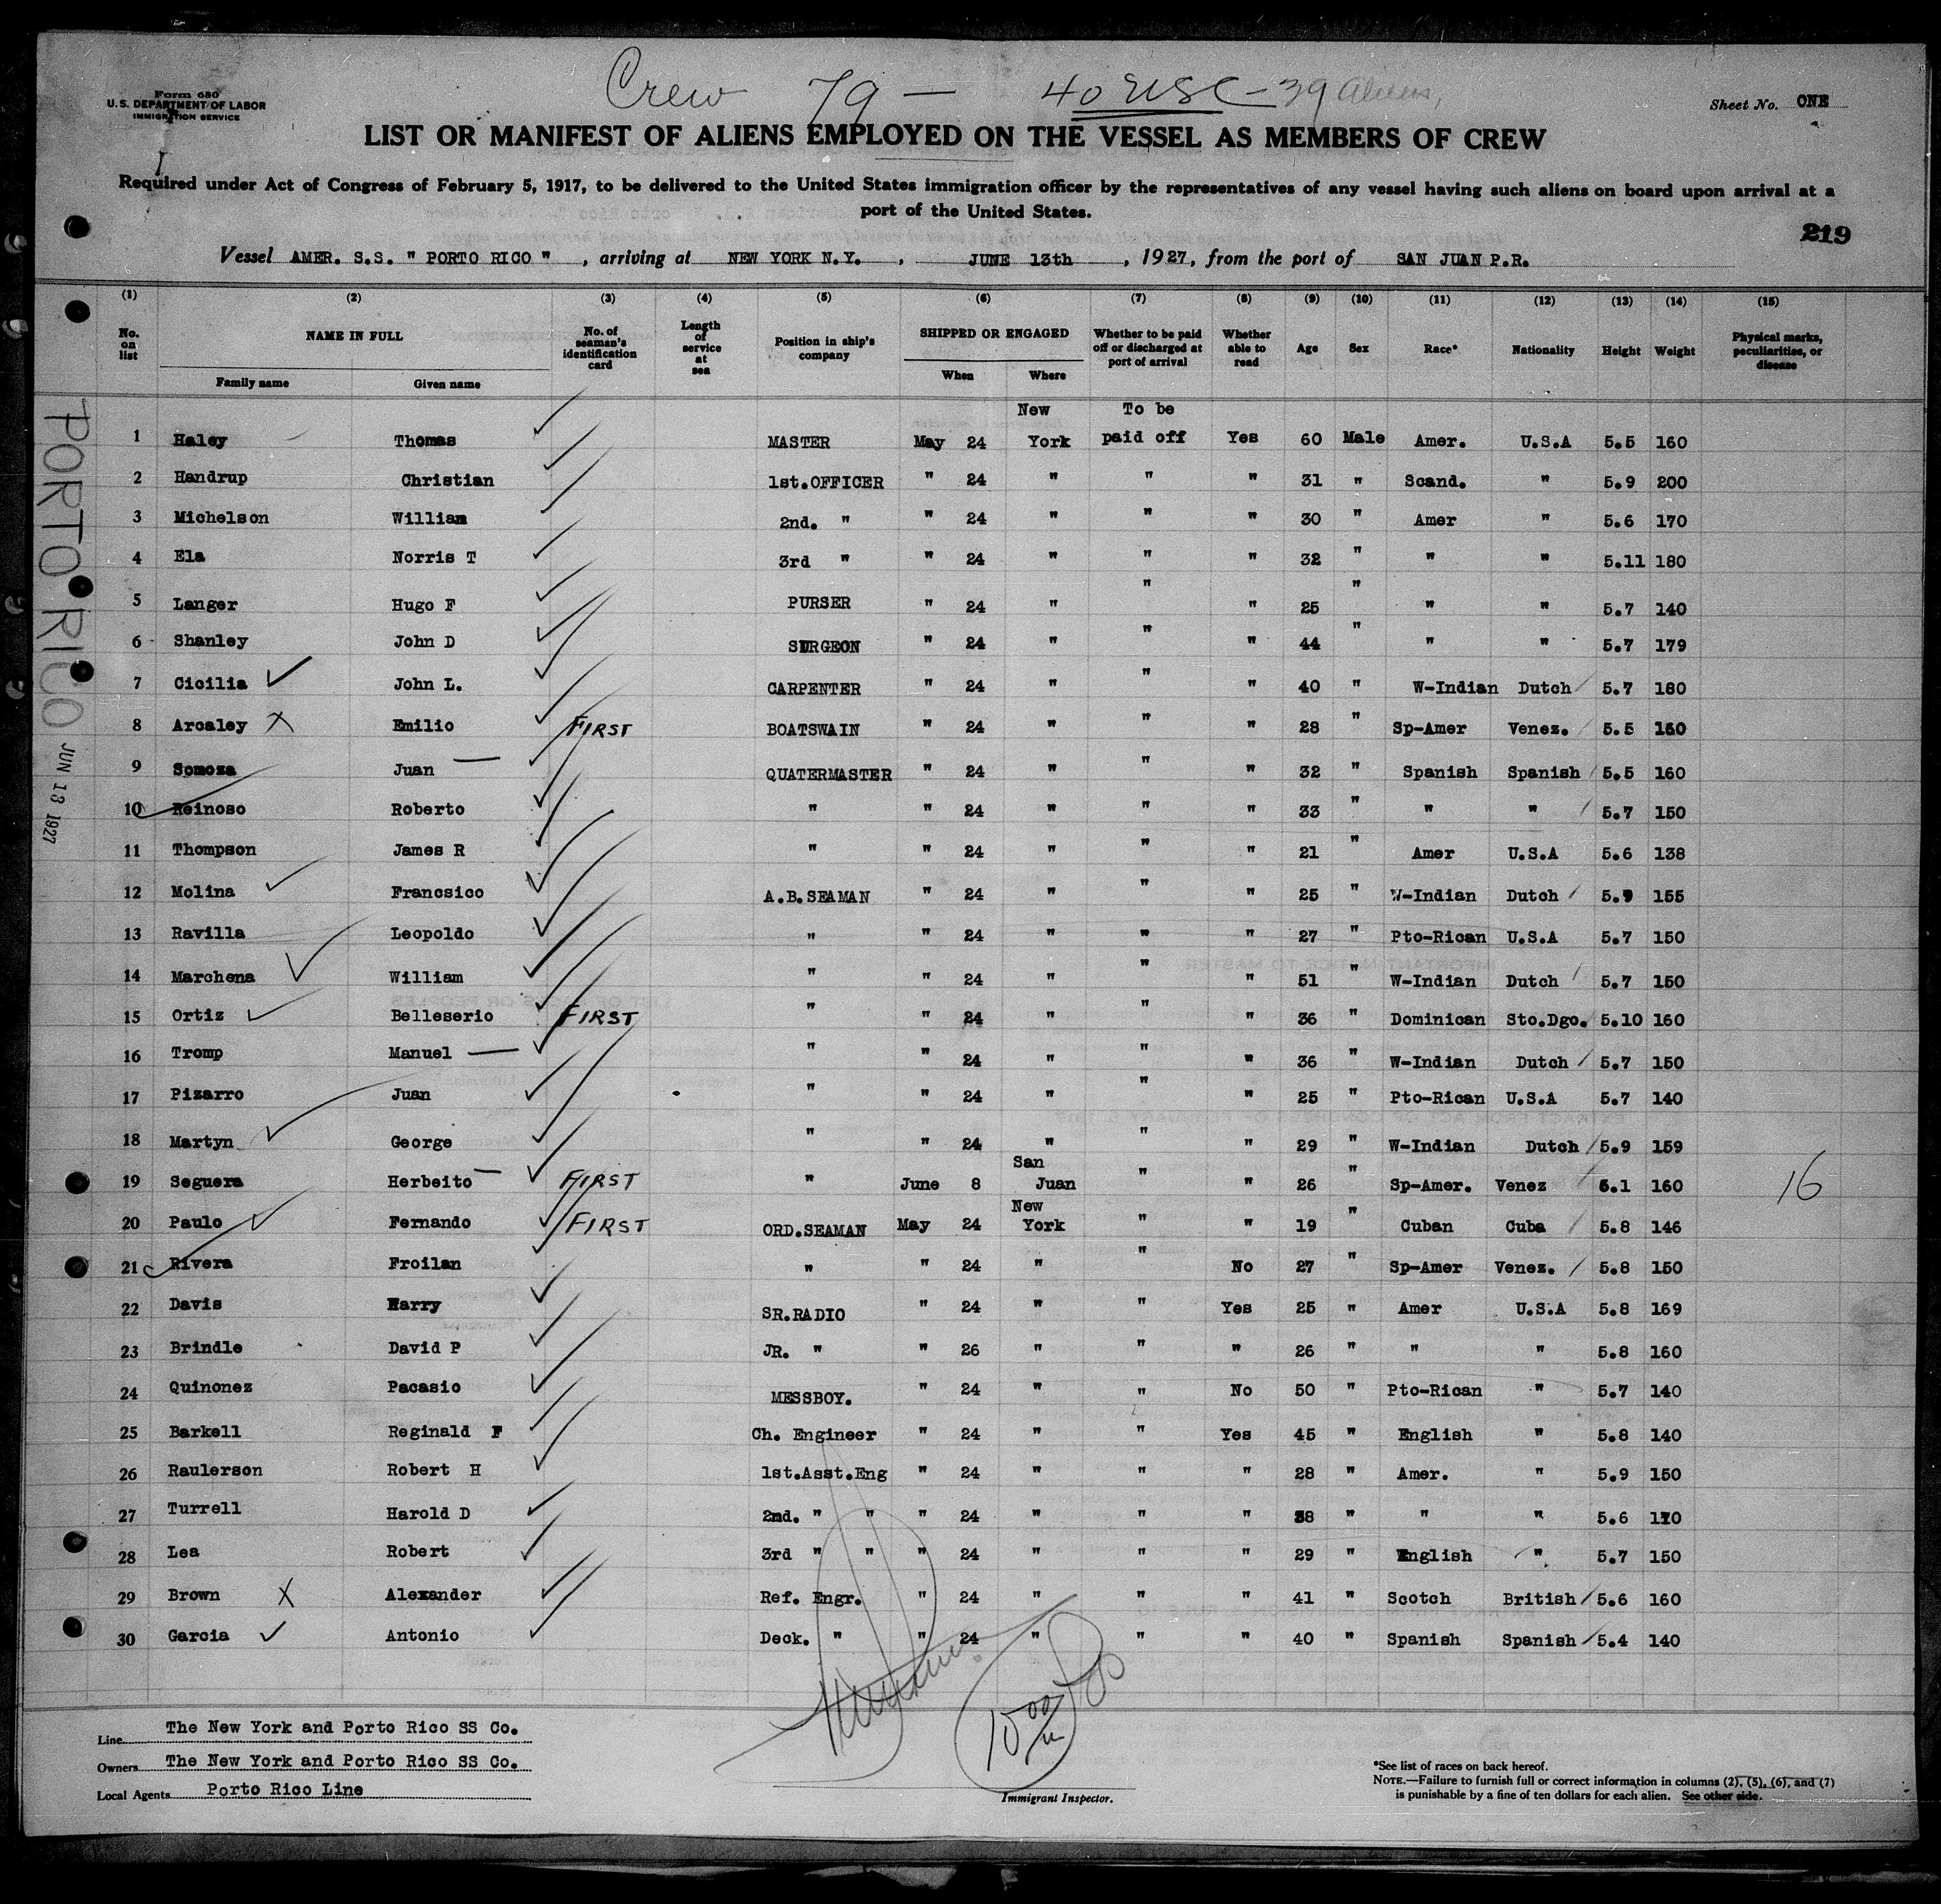 Crew 79 — 40 USC - 39 Aliens,
Form 680
U.S. DEPARTMENT OF LABOR
IMMIGRATION SERVICE
Sheet No. ONE
LIST OR MANIFEST OF ALIENS EMPLOYED ON THE VESSEL AS MEMBERS OF CREW
Required under Act of Congress of February 5, 1917, to be delivered to the United States immigration officer by the representatives of any vessel having such aliens on board upon arrival at a
port of the United States.
219
Vessel AMER. S.S. " PORTO RICO ", arriving at NEW YORK N.Y., JUNE 13th, 1927, from the port of SAN JUAN P.R.
(1) (2) (3) (4) (5) (6) (7) (8) (9) (10) (11) (12) (13) (14) (15)
No. on list NAME IN FULL No. of seaman's identification card Length of service at sea Position in ship's company SHIPPED OR ENGAGED Whether to be paid off or discharged at port of arrival Whether able to read Age Sex Race* Nationality Height Weight Physical marks, peculiarities, or disease
Family name Given name When Where
New To be
1 Haley Thomas MASTER May 24 York paid off Yes 60 Male Amer. U.S.A 5.5 160
2 Handrup Christian 1st.OFFICER " 24 " " " 31 " Scand. " 5.9 200
3 Michelson William 2nd. " " 24 " " " 30 " Amer " 5.6 170
4 Ela Norris T 3rd " " 24 " " " 32 " " " 5.11 180
5 Langer Hugo F PURSER " 24 " " " 25 " " " 5.7 140
6 Shanley John D SURGEON " 24 " " " 44 " " " 5.7 179
7 Cicilia John L. CARPENTER " 24 " " " 40 " W-Indian Dutch 5.7 180
8 Arcaley X Emilio FIRST BOATSWAIN " 24 " " " 28 " Sp-Amer Venez. 5.5 160
9 Somoza Juan QUATERMASTER " 24 " " " 32 " Spanish Spanish 5.5 160
10 Reinoso Roberto " " 24 " " " 33 " " " 5.7 150
11 Thompson James R " " 24 " " " 21 " Amer U.S.A 5.6 138
12 Molina Francsico A.B.SEAMAN " 24 " " " 25 " W-Indian Dutch 5.9 155
13 Ravilla Leopoldo " " 24 " " " 27 " Pto-Rican U.S.A 5.7 150
14 Marchena William " " 24 " " " 51 " W-Indian Dutch 5.7 150
15 Ortiz Belleserio FIRST " " 24 " " " 36 " Dominican Sto.Dgo. 5.10 160
16 Tromp Manuel " " 24 " " " 36 " W-Indian Dutch 5.7 150
17 Pizarro Juan " " 24 " " " 25 " Pto-Rican U.S.A 5.7 140
18 Martyn George " " 24 " " " 29 " W-Indian Dutch 5.9 159
San
19 Seguera Herbeito FIRST " June 8 Juan " " 26 " Sp-Amer. Venez 6.1 160 16
New
20 Paulo Fernando FIRST ORD.SEAMAN May 24 York " " 19 " Cuban Cuba 5.8 146
21 Rivera Froilan " " 24 " " No 27 " Sp-Amer Venez. 5.8 150
22 Davis Harry SR.RADIO " 24 " " Yes 25 " Amer U.S.A 5.8 169
23 Brindle David P JR. " " 26 " " " 26 " " " 5.8 160
24 Quinonez Pacasio MESSBOY. " 24 " " No 50 " Pto-Rican " 5.7 140
25 Barkell Reginald F Ch. Engineer " 24 " " Yes 45 " English " 5.8 140
26 Raulerson Robert H 1st.Asst.Eng " 24 " " " 28 " Amer. " 5.9 150
27 Turrell Harold D 2nd. " " " 24 " " " 38 " " " 5.6 170
28 Lea Robert 3rd " " " 24 " " " 29 " English " 5.7 150
29 Brown X Alexander Ref. Engr. " 24 " " " 41 " Scotch British 5.6 160
30 Garcia Antonio Deck. " " 24 " " " 40 " Spanish Spanish 5.4 140
PORTO RICO
JUN 13 1927
Line The New York and Porto Rico SS Co.
Owners The New York and Porto Rico SS Co.
Local Agents Porto Rico Line
Immigrant Inspector.
*See list of races on back hereof.
NOTE.—Failure to furnish full or correct information in columns (2), (5), (6), and (7)
is punishable by a fine of ten dollars for each alien. See other side.